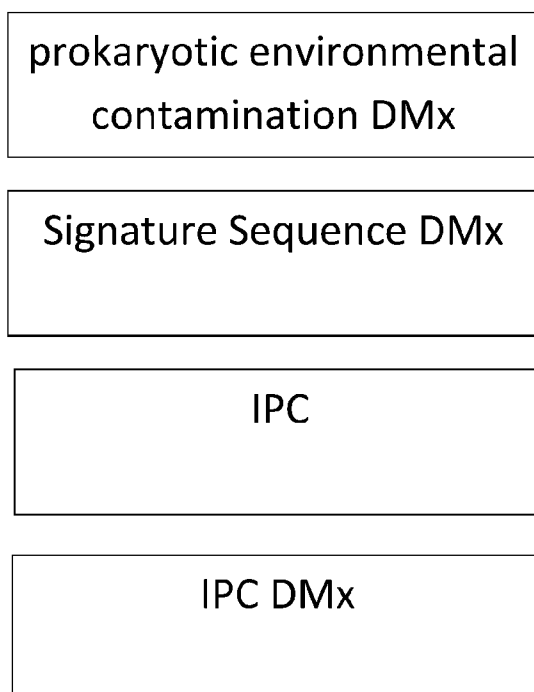 prokaryotic environmental
contamination DMx
Signature Sequence DMx
IPC
IPC DMx